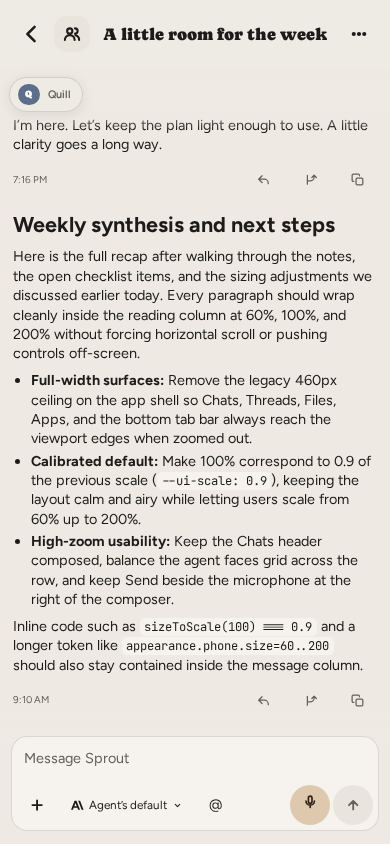 A little room for the week
Q Quill
I'm here. Let's keep the plan light enough to use. A little
clarity goes a long way.
7:16 PM
Weekly synthesis and next steps
Here is the full recap after walking through the notes,
the open checklist items, and the sizing adjustments we
discussed earlier today. Every paragraph should wrap
cleanly inside the reading column at 60%, 100%, and
200% without forcing horizontal scroll or pushing
controls off-screen.
• Full-width surfaces: Remove the legacy 460px
ceiling on the app shell so Chats, Threads, Files,
Apps, and the bottom tab bar always reach the
viewport edges when zoomed out.
• Calibrated default: Make 100% correspond to 0.9 of
the previous scale ( --ui-scale: 0.9 ), keeping the
layout calm and airy while letting users scale from
60% up to 200%.
• High-zoom usability: Keep the Chats header
composed, balance the agent faces grid across the
row, and keep Send beside the microphone at the
right of the composer.
Inline code such as sizeToScale(100) === 0.9 and a
longer token like appearance.phone.size=60..200
should also stay contained inside the message column.
9:10 AM
Message Sprout
Agent's default
@